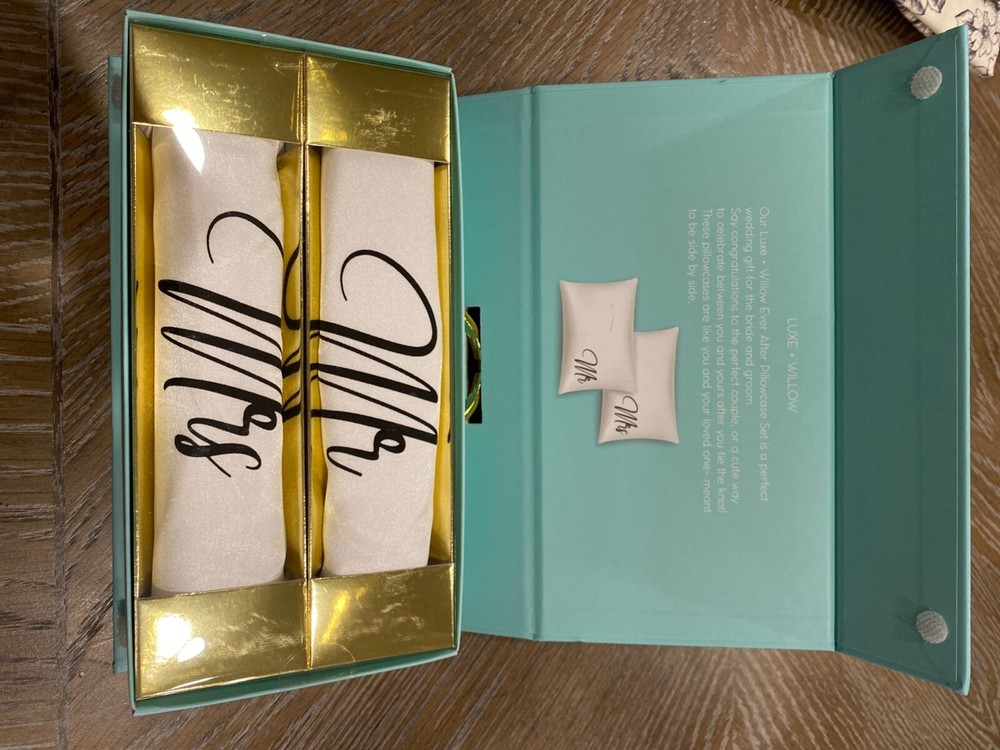 LUXE + WILLOW
Our Luxe + Willow Ever After Pillowcase Set is a perfect
wedding gift for the bride and groom.
Say congratulations to the perfect couple, or a cute way
to celebrate between you and your's after you tie the knot!
These pillowcases are like you and your loved one- meant
to be side by side.
Mr
Mrs
Mr
Mrs